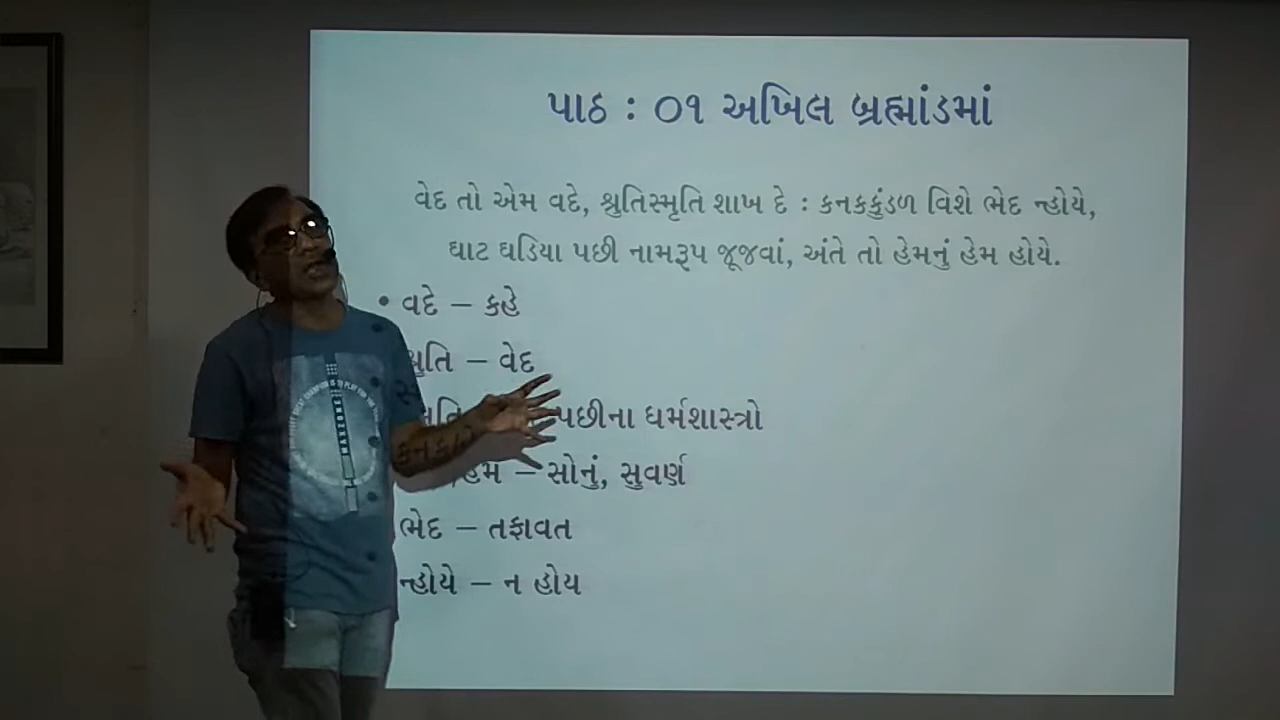 પાઠ : ૦૧ અખિલ બ્રહ્માંડમાં
વેદ તો એમ વદે, શ્રુતિસ્મૃતિ શાખ દે : કનકકુંડળ વિશે ભેદ ન્હોયે,
ઘાટ ઘડિયા પછી નામરૂપ જૂજવાં, અંતે તો હેમનું હેમ હોયે.
• વદે – કહે
– વેદ
પછીના ધર્મશાસ્ત્રો
હેમ – સોનું, સુવર્ણ
ભેદ – તફાવત
ન્હોયે – ન હોય
MAXZONE